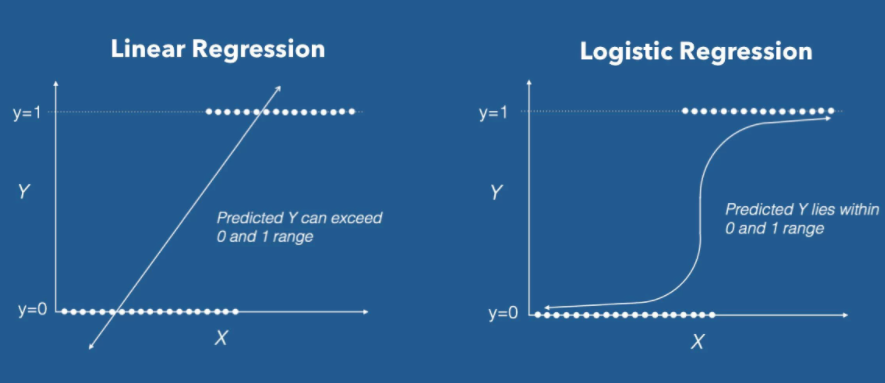 Linear Regression
y=1
Y
Predicted Y can exceed
0 and 1 range
y=0
X
Logistic Regression
y=1
Y
Predicted Y lies within
0 and 1 range
y=0
X